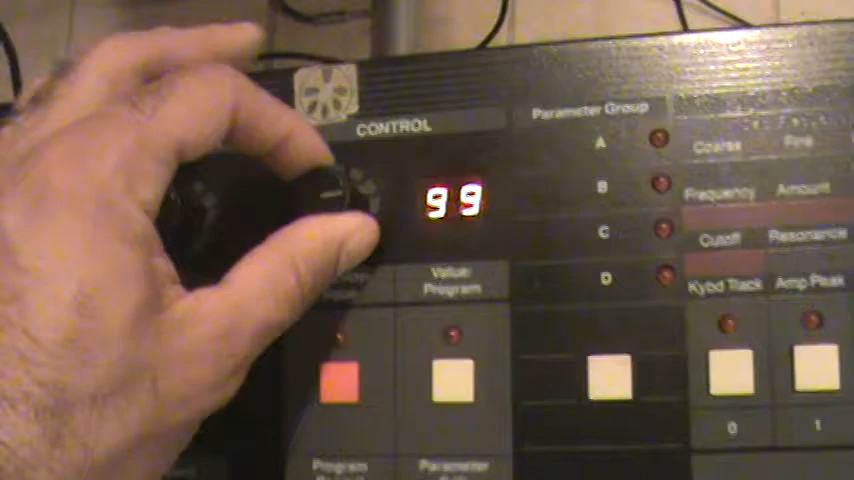 CONTROL
Parameter Group
99
A
B
C
D
Coarse Fine
Frequency Amount
Cutoff Resonance
Kybd Track Amp Peak
Value/
Program
0 1
Program
Parameter